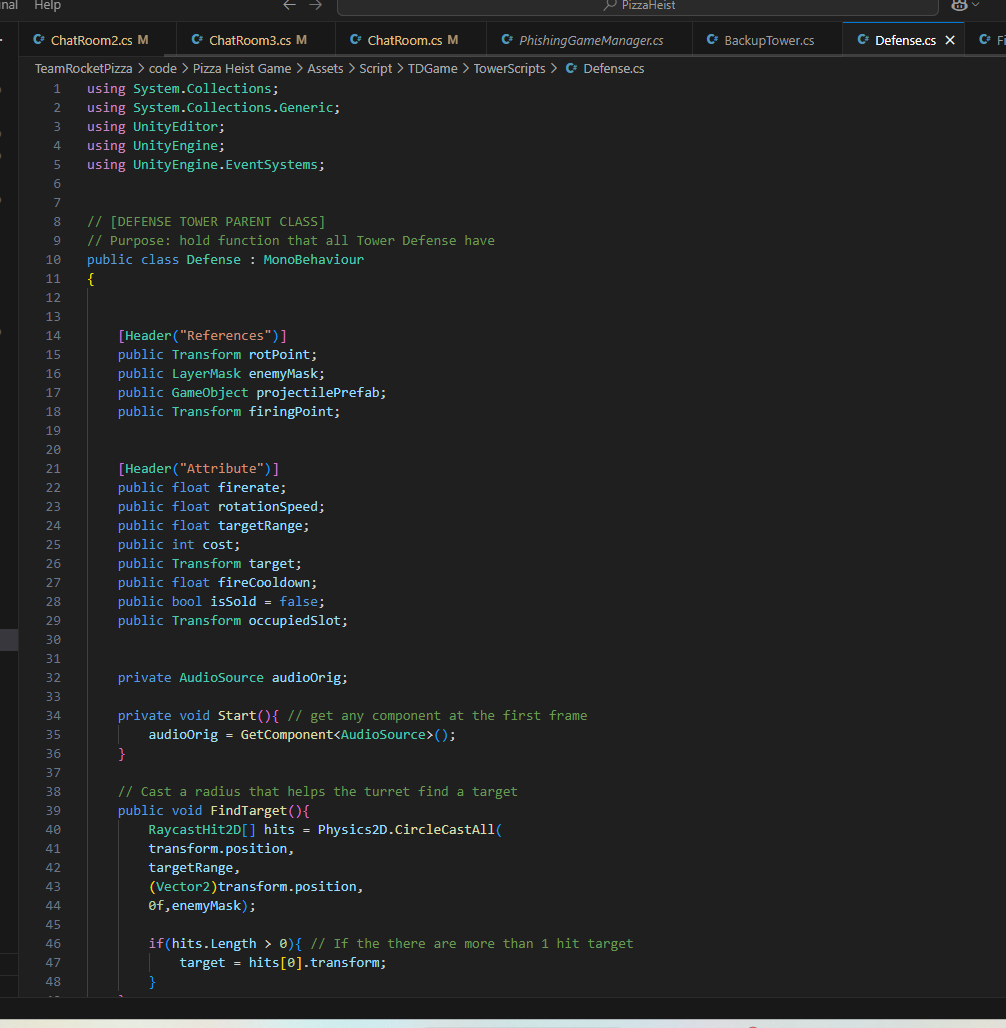 nal Help PizzaHeist
ChatRoom2.cs M ChatRoom3.cs M ChatRoom.cs M PhishingGameManager.cs BackupTower.cs Defense.cs
TeamRocketPizza > code > Pizza Heist Game > Assets > Script > TDGame > TowerScripts > Defense.cs
1 using System.Collections;
2 using System.Collections.Generic;
3 using UnityEditor;
4 using UnityEngine;
5 using UnityEngine.EventSystems;
6
7
8 // [DEFENSE TOWER PARENT CLASS]
9 // Purpose: hold function that all Tower Defense have
10 public class Defense : MonoBehaviour
11 {
12
13
14 [Header("References")]
15 public Transform rotPoint;
16 public LayerMask enemyMask;
17 public GameObject projectilePrefab;
18 public Transform firingPoint;
19
20
21 [Header("Attribute")]
22 public float firerate;
23 public float rotationSpeed;
24 public float targetRange;
25 public int cost;
26 public Transform target;
27 public float fireCooldown;
28 public bool isSold = false;
29 public Transform occupiedSlot;
30
31
32 private AudioSource audioOrig;
33
34 private void Start(){ // get any component at the first frame
35 audioOrig = GetComponent<AudioSource>();
36 }
37
38 // Cast a radius that helps the turret find a target
39 public void FindTarget(){
40 RaycastHit2D[] hits = Physics2D.CircleCastAll(
41 transform.position,
42 targetRange,
43 (Vector2)transform.position,
44 0f,enemyMask);
45
46 if(hits.Length > 0){ // If the there are more than 1 hit target
47 target = hits[0].transform;
48 }